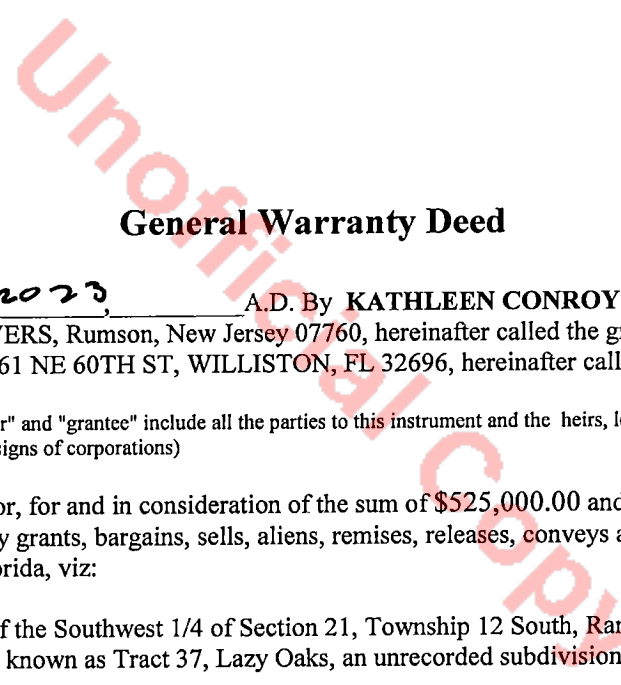 Unofficial Copy
General Warranty Deed
2023, A.D. By KATHLEEN CONROY
ERS, Rumson, New Jersey 07760, hereinafter called the g
61 NE 60TH ST, WILLISTON, FL 32696, hereinafter call
r" and "grantee" include all the parties to this instrument and the heirs, l
signs of corporations)
or, for and in consideration of the sum of $525,000.00 and
y grants, bargains, sells, aliens, remises, releases, conveys a
orida, viz:
f the Southwest 1/4 of Section 21, Township 12 South, Ran
known as Tract 37, Lazy Oaks, an unrecorded subdivision